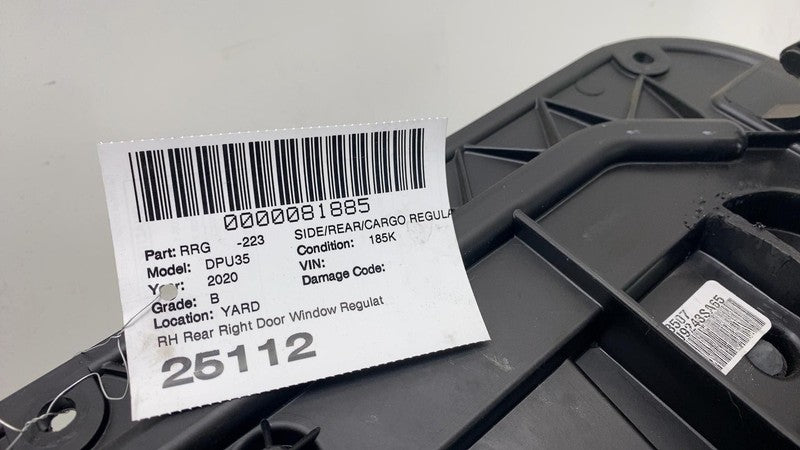 0000081885
Part: RRG -223 SIDE/REAR/CARGO REGULA
Model: DPU35 Condition: 185K
Year: 2020 VIN:
Grade: B Damage Code:
Location: YARD
RH Rear Right Door Window Regulat
25112